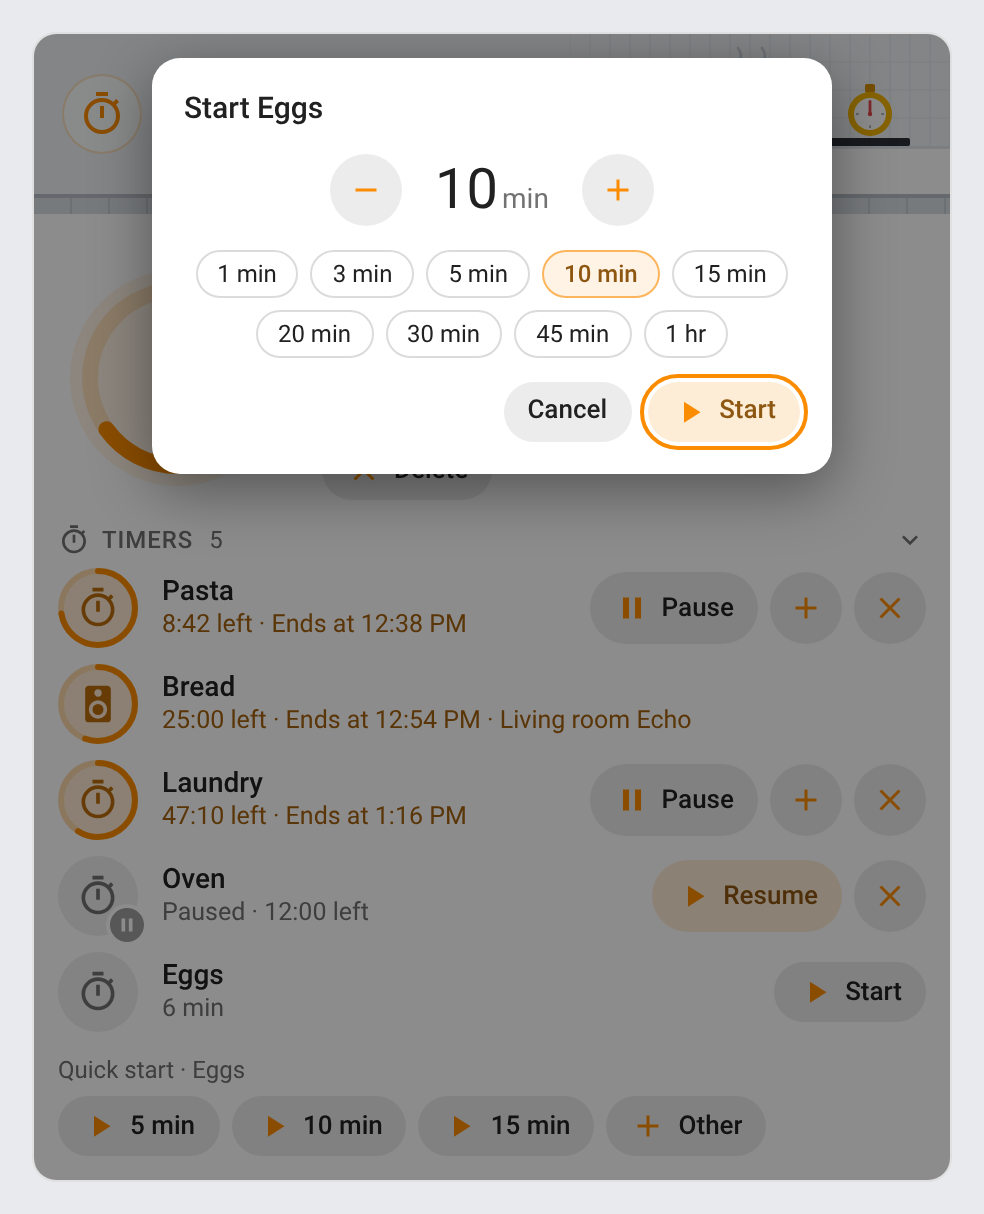 Start Eggs
10 min
1 min 3 min 5 min 10 min 15 min
20 min 30 min 45 min 1 hr
Cancel Start
Delete
TIMERS 5
Pasta
8:42 left · Ends at 12:38 PM
Pause
Bread
25:00 left · Ends at 12:54 PM · Living room Echo
Laundry
47:10 left · Ends at 1:16 PM
Pause
Oven
Paused · 12:00 left
Resume
Eggs
6 min
Start
Quick start · Eggs
5 min 10 min 15 min Other